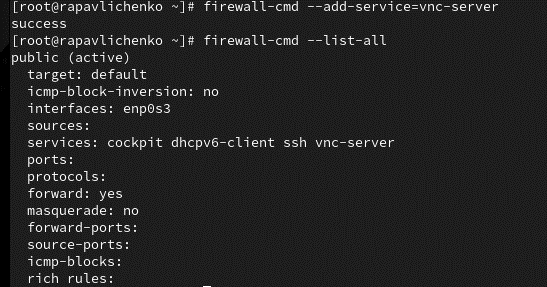 [root@rapavlichenko ~]# firewall-cmd --add-service=vnc-server
success
[root@rapavlichenko ~]# firewall-cmd --list-all
public (active)
  target: default
  icmp-block-inversion: no
  interfaces: enp0s3
  sources:
  services: cockpit dhcpv6-client ssh vnc-server
  ports:
  protocols:
  forward: yes
  masquerade: no
  forward-ports:
  source-ports:
  icmp-blocks:
  rich rules: